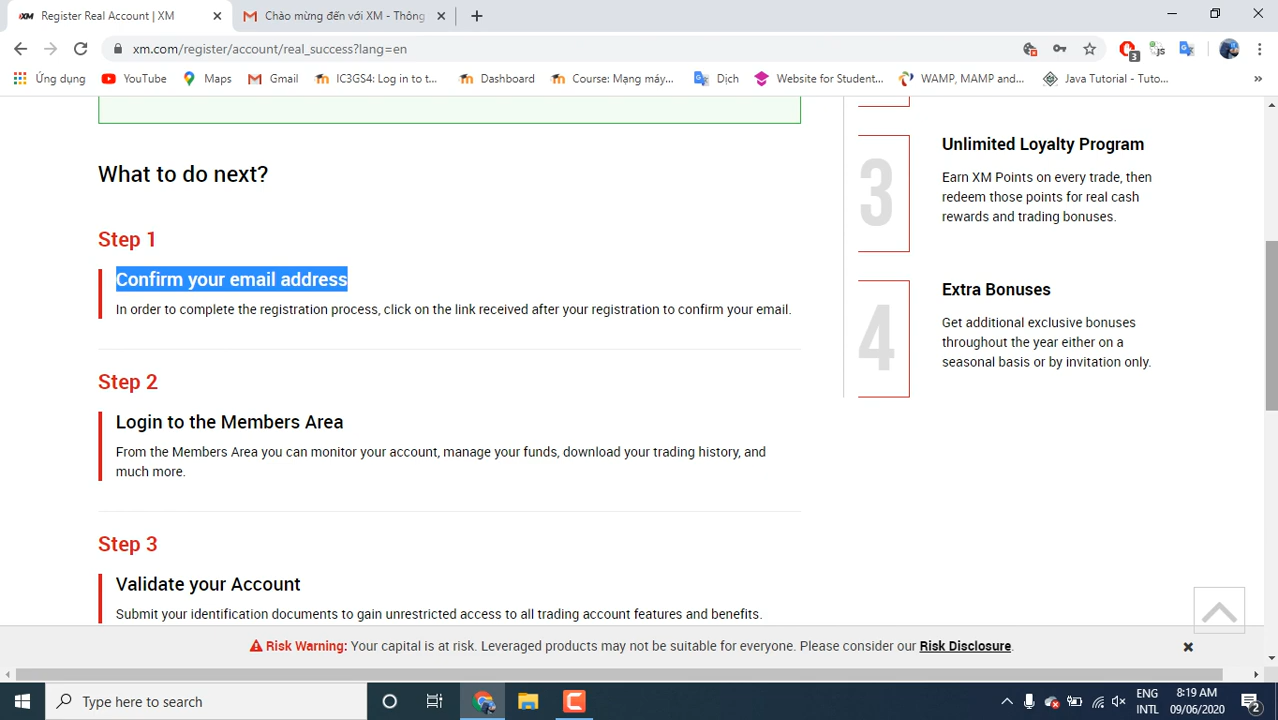 Register Real Account | XM
Chào mừng đến với XM - Thông
xm.com/register/account/real_success?lang=en
3
JS
Ứng dụng
YouTube
Maps
Gmail
IC3GS4: Log in to t...
Dashboard
Course: Mạng máy...
Dịch
Website for Student...
WAMP, MAMP and...
Java Tutorial - Tuto...
»
What to do next?
Step 1
Confirm your email address
In order to complete the registration process, click on the link received after your registration to confirm your email.
Step 2
Login to the Members Area
From the Members Area you can monitor your account, manage your funds, download your trading history, and
much more.
Step 3
Validate your Account
Submit your identification documents to gain unrestricted access to all trading account features and benefits.
3
Unlimited Loyalty Program
Earn XM Points on every trade, then
redeem those points for real cash
rewards and trading bonuses.
4
Extra Bonuses
Get additional exclusive bonuses
throughout the year either on a
seasonal basis or by invitation only.
Risk Warning: Your capital is at risk. Leveraged products may not be suitable for everyone. Please consider our Risk Disclosure.
Type here to search
ENG
INTL
8:19 AM
09/06/2020
2